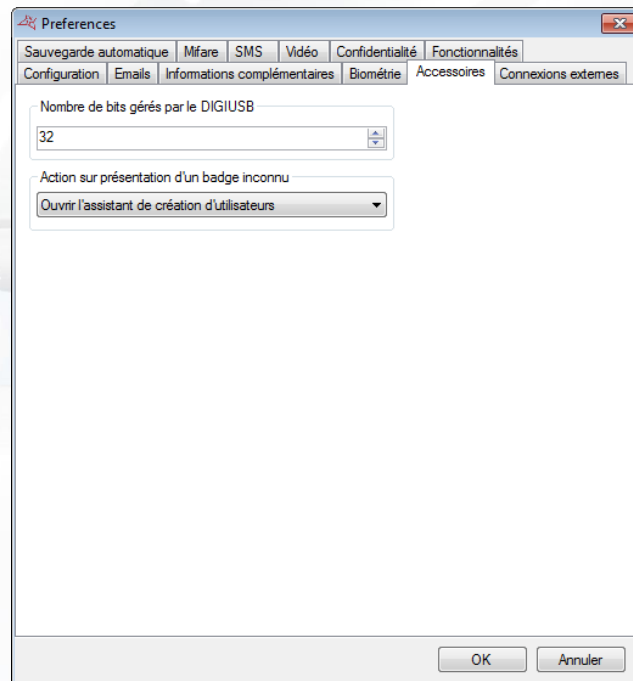 Preferences
Sauvegarde automatique Mifare SMS Vidéo Confidentialité Fonctionnalités
Configuration Emails Informations complémentaires Biométrie Accessoires Connexions externes
Nombre de bits gérés par le DIGIUSB
32
Action sur présentation d'un badge inconnu
Ouvrir l'assistant de création d'utilisateurs
OK Annuler